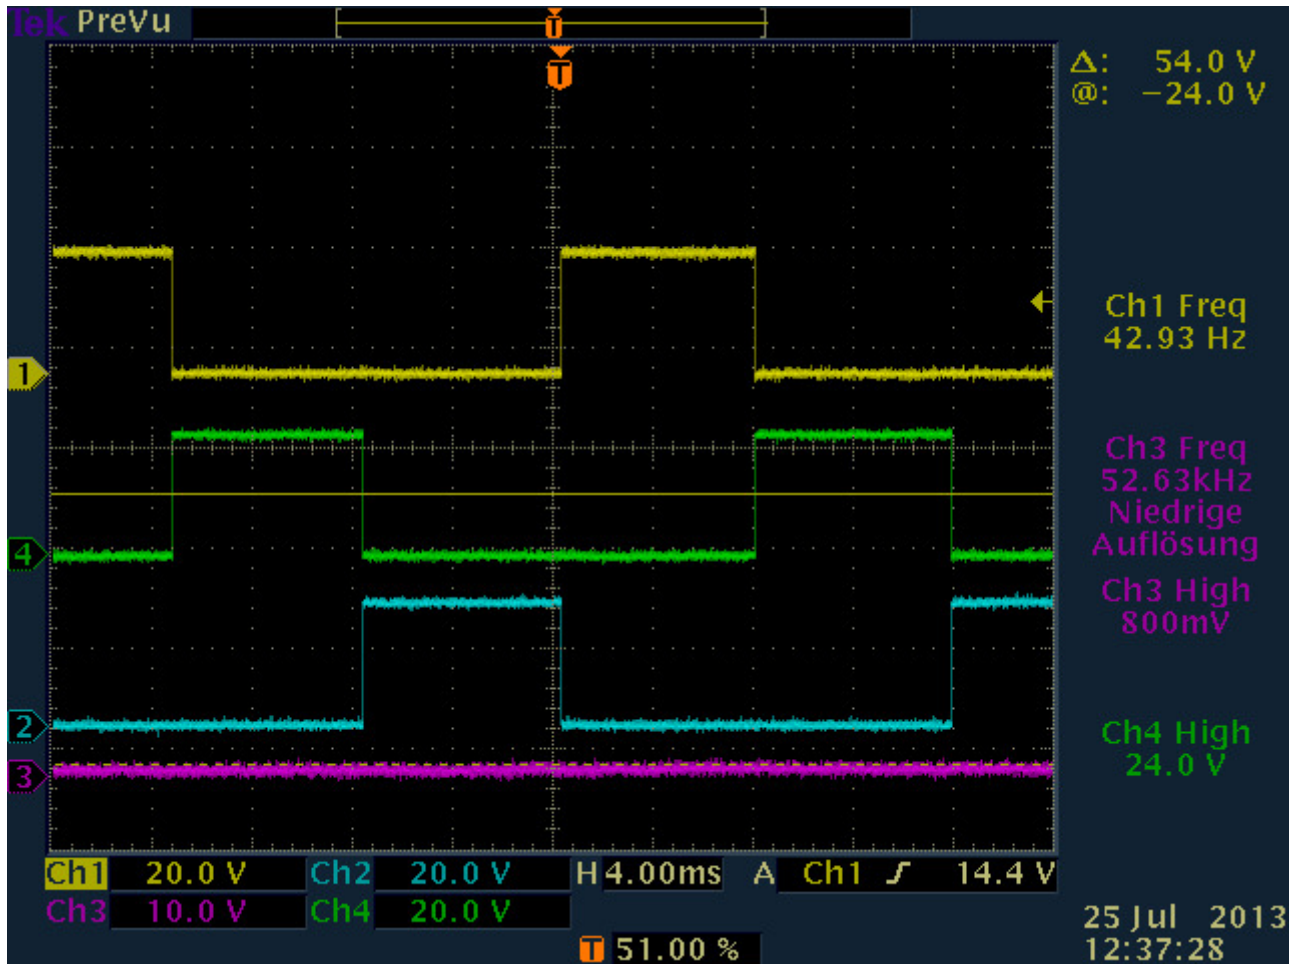 Tek PreVu
T
T
Δ: 54.0 V
@: −24.0 V
1
Ch1 Freq
42.93 Hz
Ch3 Freq
52.63kHz
Niedrige
Auflösung
4
Ch3 High
800mV
2
Ch4 High
24.0 V
3
Ch1 20.0 V Ch2 20.0 V H 4.00ms A Ch1 14.4 V
Ch3 10.0 V Ch4 20.0 V
T 51.00 %
25 Jul 2013
12:37:28